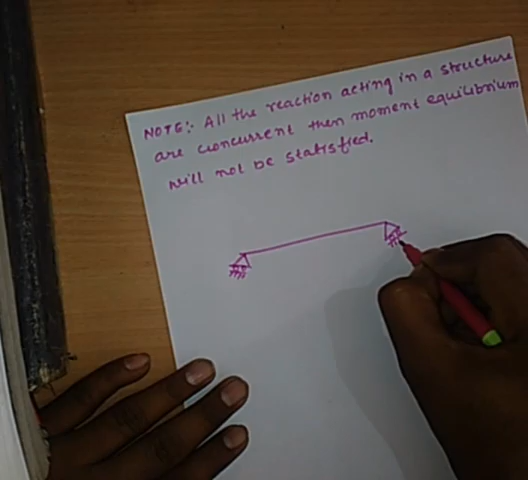 NOTE:- All the reaction acting in a structure
are concurrent then moment equilibrium
will not be statisfied.